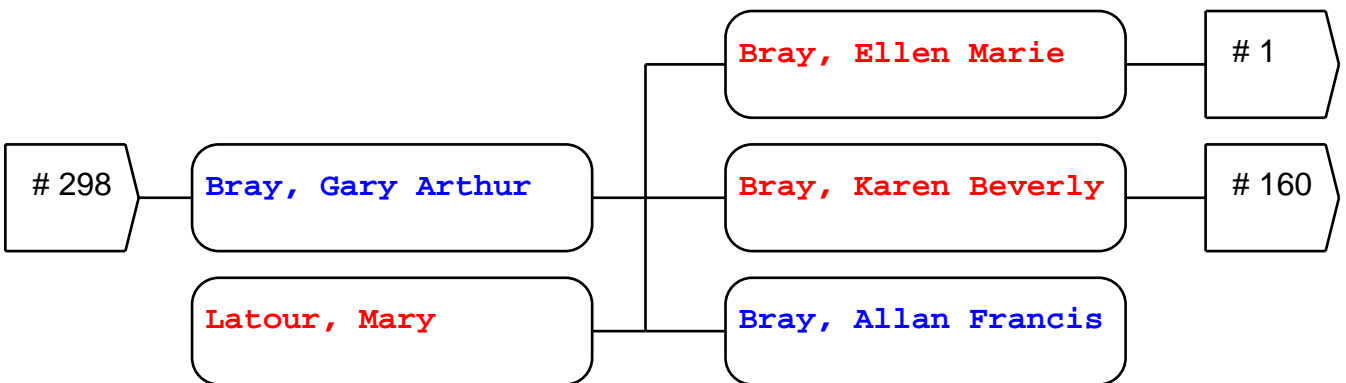 Bray, Ellen Marie
# 1
# 298
Bray, Gary Arthur
Bray, Karen Beverly
# 160
Latour, Mary
Bray, Allan Francis